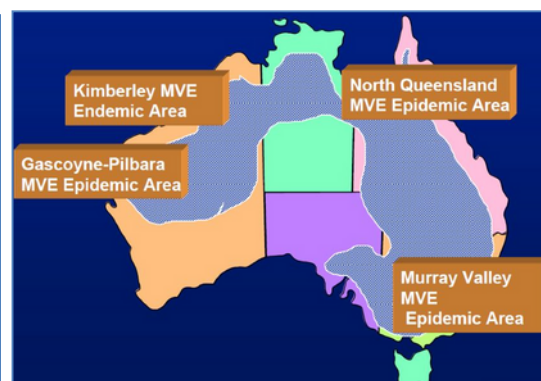 Kimberley MVE
Endemic Area
North Queensland
MVE Epidemic Area
Gascoyne-Pilbara
MVE Epidemic Area
Murray Valley
MVE
Epidemic Area